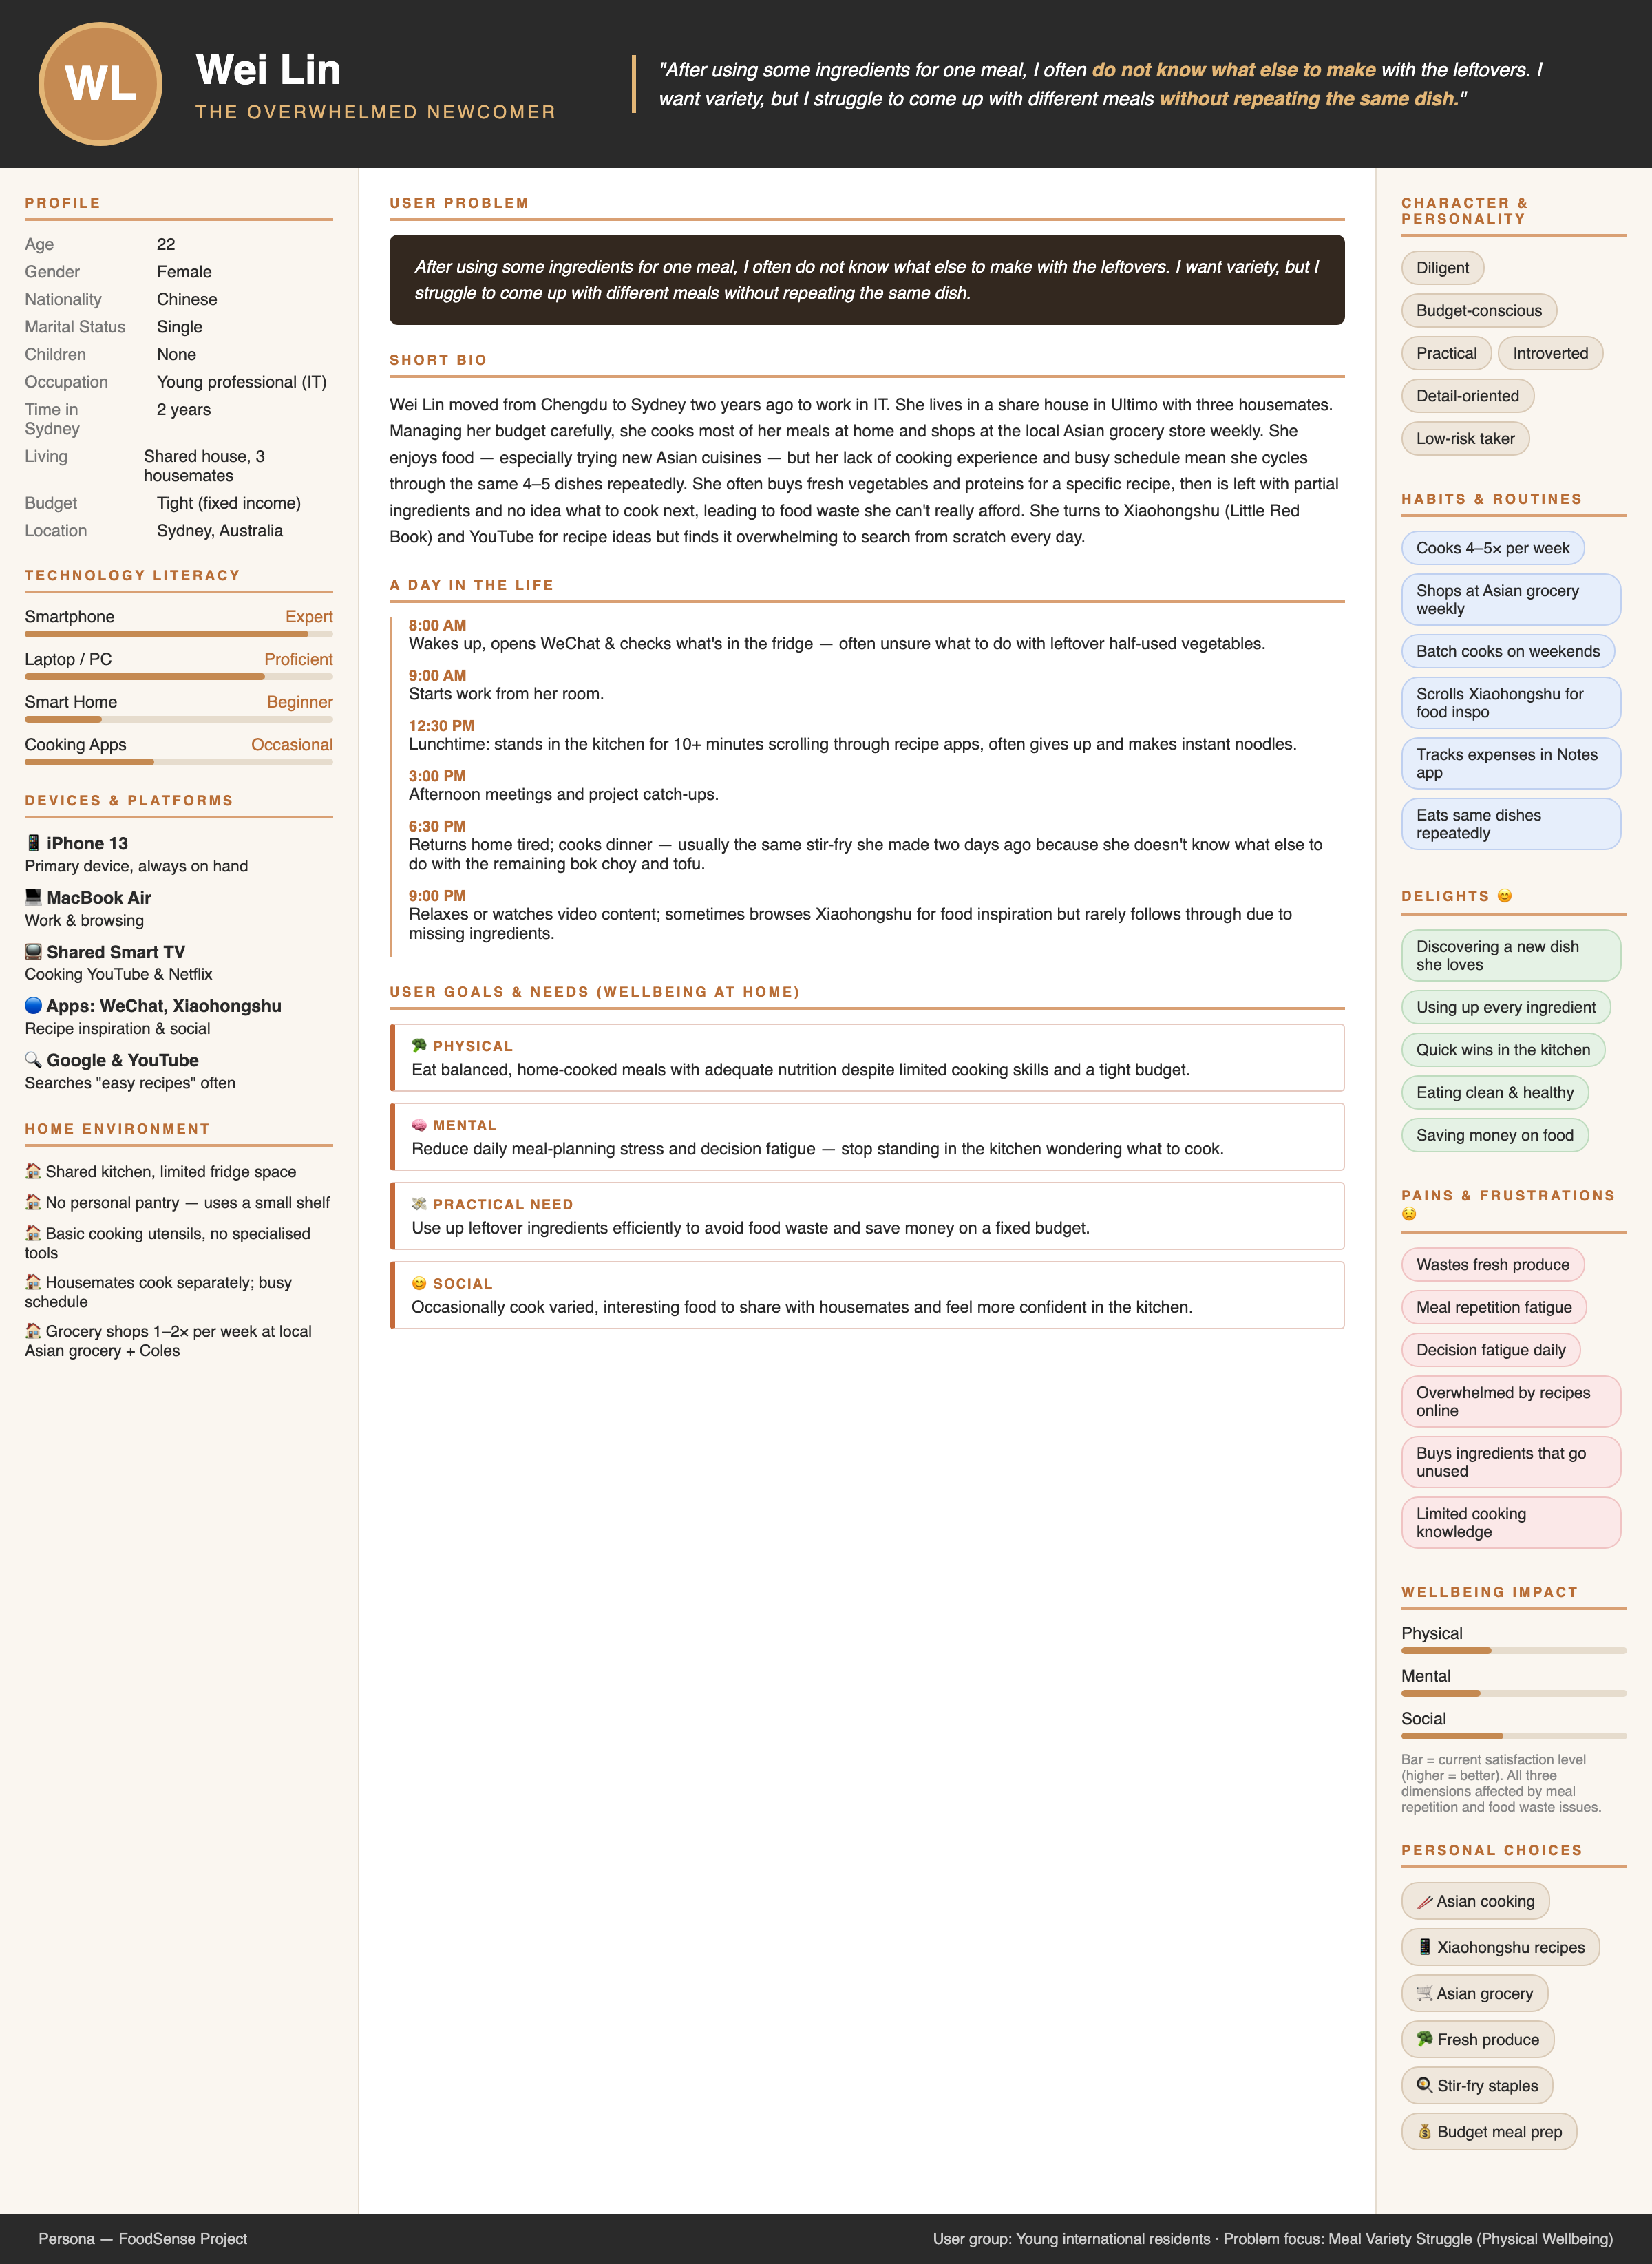 WL
Wei Lin
THE OVERWHELMED NEWCOMER
"After using some ingredients for one meal, I often do not know what else to make with the leftovers. I
want variety, but I struggle to come up with different meals without repeating the same dish."
PROFILE
Age 22
Gender Female
Nationality Chinese
Marital Status Single
Children None
Occupation Young professional (IT)
Time in 2 years
Sydney
Living Shared house, 3
housemates
Budget Tight (fixed income)
Location Sydney, Australia
TECHNOLOGY LITERACY
Smartphone Expert
Laptop / PC Proficient
Smart Home Beginner
Cooking Apps Occasional
DEVICES & PLATFORMS
📱 iPhone 13
Primary device, always on hand
💻 MacBook Air
Work & browsing
📺 Shared Smart TV
Cooking YouTube & Netflix
🔵 Apps: WeChat, Xiaohongshu
Recipe inspiration & social
🔍 Google & YouTube
Searches "easy recipes" often
HOME ENVIRONMENT
🏠 Shared kitchen, limited fridge space
🏠 No personal pantry — uses a small shelf
🏠 Basic cooking utensils, no specialised
tools
🏠 Housemates cook separately; busy
schedule
🏠 Grocery shops 1–2× per week at local
Asian grocery + Coles
USER PROBLEM
After using some ingredients for one meal, I often do not know what else to make with the leftovers. I want variety, but I
struggle to come up with different meals without repeating the same dish.
SHORT BIO
Wei Lin moved from Chengdu to Sydney two years ago to work in IT. She lives in a share house in Ultimo with three housemates.
Managing her budget carefully, she cooks most of her meals at home and shops at the local Asian grocery store weekly. She
enjoys food — especially trying new Asian cuisines — but her lack of cooking experience and busy schedule mean she cycles
through the same 4–5 dishes repeatedly. She often buys fresh vegetables and proteins for a specific recipe, then is left with partial
ingredients and no idea what to cook next, leading to food waste she can't really afford. She turns to Xiaohongshu (Little Red
Book) and YouTube for recipe ideas but finds it overwhelming to search from scratch every day.
A DAY IN THE LIFE
8:00 AM
Wakes up, opens WeChat & checks what's in the fridge — often unsure what to do with leftover half-used vegetables.
9:00 AM
Starts work from her room.
12:30 PM
Lunchtime: stands in the kitchen for 10+ minutes scrolling through recipe apps, often gives up and makes instant noodles.
3:00 PM
Afternoon meetings and project catch-ups.
6:30 PM
Returns home tired; cooks dinner — usually the same stir-fry she made two days ago because she doesn't know what else to
do with the remaining bok choy and tofu.
9:00 PM
Relaxes or watches video content; sometimes browses Xiaohongshu for food inspiration but rarely follows through due to
missing ingredients.
USER GOALS & NEEDS (WELLBEING AT HOME)
🥦 PHYSICAL
Eat balanced, home-cooked meals with adequate nutrition despite limited cooking skills and a tight budget.
🧠 MENTAL
Reduce daily meal-planning stress and decision fatigue — stop standing in the kitchen wondering what to cook.
💸 PRACTICAL NEED
Use up leftover ingredients efficiently to avoid food waste and save money on a fixed budget.
😊 SOCIAL
Occasionally cook varied, interesting food to share with housemates and feel more confident in the kitchen.
CHARACTER &
PERSONALITY
Diligent
Budget-conscious
Practical Introverted
Detail-oriented
Low-risk taker
HABITS & ROUTINES
Cooks 4–5× per week
Shops at Asian grocery
weekly
Batch cooks on weekends
Scrolls Xiaohongshu for
food inspo
Tracks expenses in Notes
app
Eats same dishes
repeatedly
DELIGHTS 😊
Discovering a new dish
she loves
Using up every ingredient
Quick wins in the kitchen
Eating clean & healthy
Saving money on food
PAINS & FRUSTRATIONS
😟
Wastes fresh produce
Meal repetition fatigue
Decision fatigue daily
Overwhelmed by recipes
online
Buys ingredients that go
unused
Limited cooking
knowledge
WELLBEING IMPACT
Physical
Mental
Social
Bar = current satisfaction level
(higher = better). All three
dimensions affected by meal
repetition and food waste issues.
PERSONAL CHOICES
🥢 Asian cooking
📱 Xiaohongshu recipes
🛒 Asian grocery
🥦 Fresh produce
🍳 Stir-fry staples
💰 Budget meal prep
Persona — FoodSense Project
User group: Young international residents · Problem focus: Meal Variety Struggle (Physical Wellbeing)